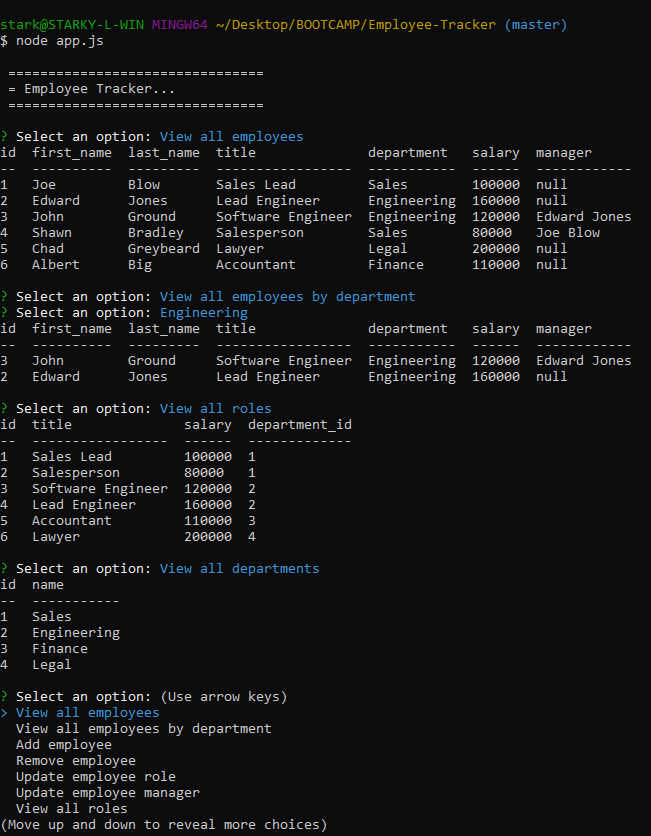 stark@STARKY-L-WIN MINGW64 ~/Desktop/BOOTCAMP/Employee-Tracker (master)
$ node app.js
================================
= Employee Tracker...
================================
? Select an option: View all employees
id  first_name  last_name  title              department   salary  manager
--  ----------  ---------  -----------------  -----------  ------  ------------
1   Joe         Blow       Sales Lead         Sales        100000  null
2   Edward      Jones      Lead Engineer      Engineering  160000  null
3   John        Ground     Software Engineer  Engineering  120000  Edward Jones
4   Shawn       Bradley    Salesperson        Sales        80000   Joe Blow
5   Chad        Greybeard  Lawyer             Legal        200000  null
6   Albert      Big        Accountant         Finance      110000  null
? Select an option: View all employees by department
? Select an option: Engineering
id  first_name  last_name  title              department   salary  manager
--  ----------  ---------  -----------------  -----------  ------  ------------
3   John        Ground     Software Engineer  Engineering  120000  Edward Jones
2   Edward      Jones      Lead Engineer      Engineering  160000  null
? Select an option: View all roles
id  title              salary  department_id
--  -----------------  ------  -------------
1   Sales Lead         100000  1
2   Salesperson        80000   1
3   Software Engineer  120000  2
4   Lead Engineer      160000  2
5   Accountant         110000  3
6   Lawyer             200000  4
? Select an option: View all departments
id  name
--  -----------
1   Sales
2   Engineering
3   Finance
4   Legal
? Select an option: (Use arrow keys)
> View all employees
  View all employees by department
  Add employee
  Remove employee
  Update employee role
  Update employee manager
  View all roles
(Move up and down to reveal more choices)